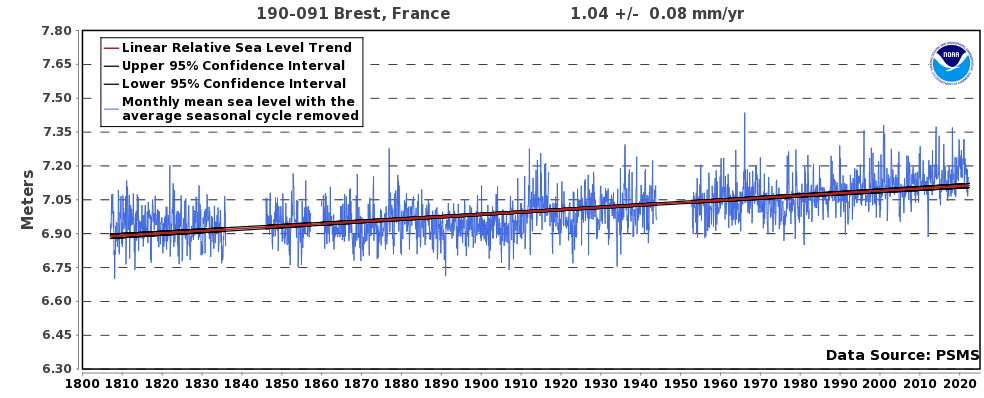 190-091 Brest, France 1.04 +/- 0.08 mm/yr
7.80
7.65
7.50
7.35
7.20
7.05
6.90
6.75
6.60
6.45
6.30
Meters
Linear Relative Sea Level Trend
Upper 95% Confidence Interval
Lower 95% Confidence Interval
Monthly mean sea level with the
average seasonal cycle removed
NOAA
Data Source: PSMS
1800 1810 1820 1830 1840 1850 1860 1870 1880 1890 1900 1910 1920 1930 1940 1950 1960 1970 1980 1990 2000 2010 2020